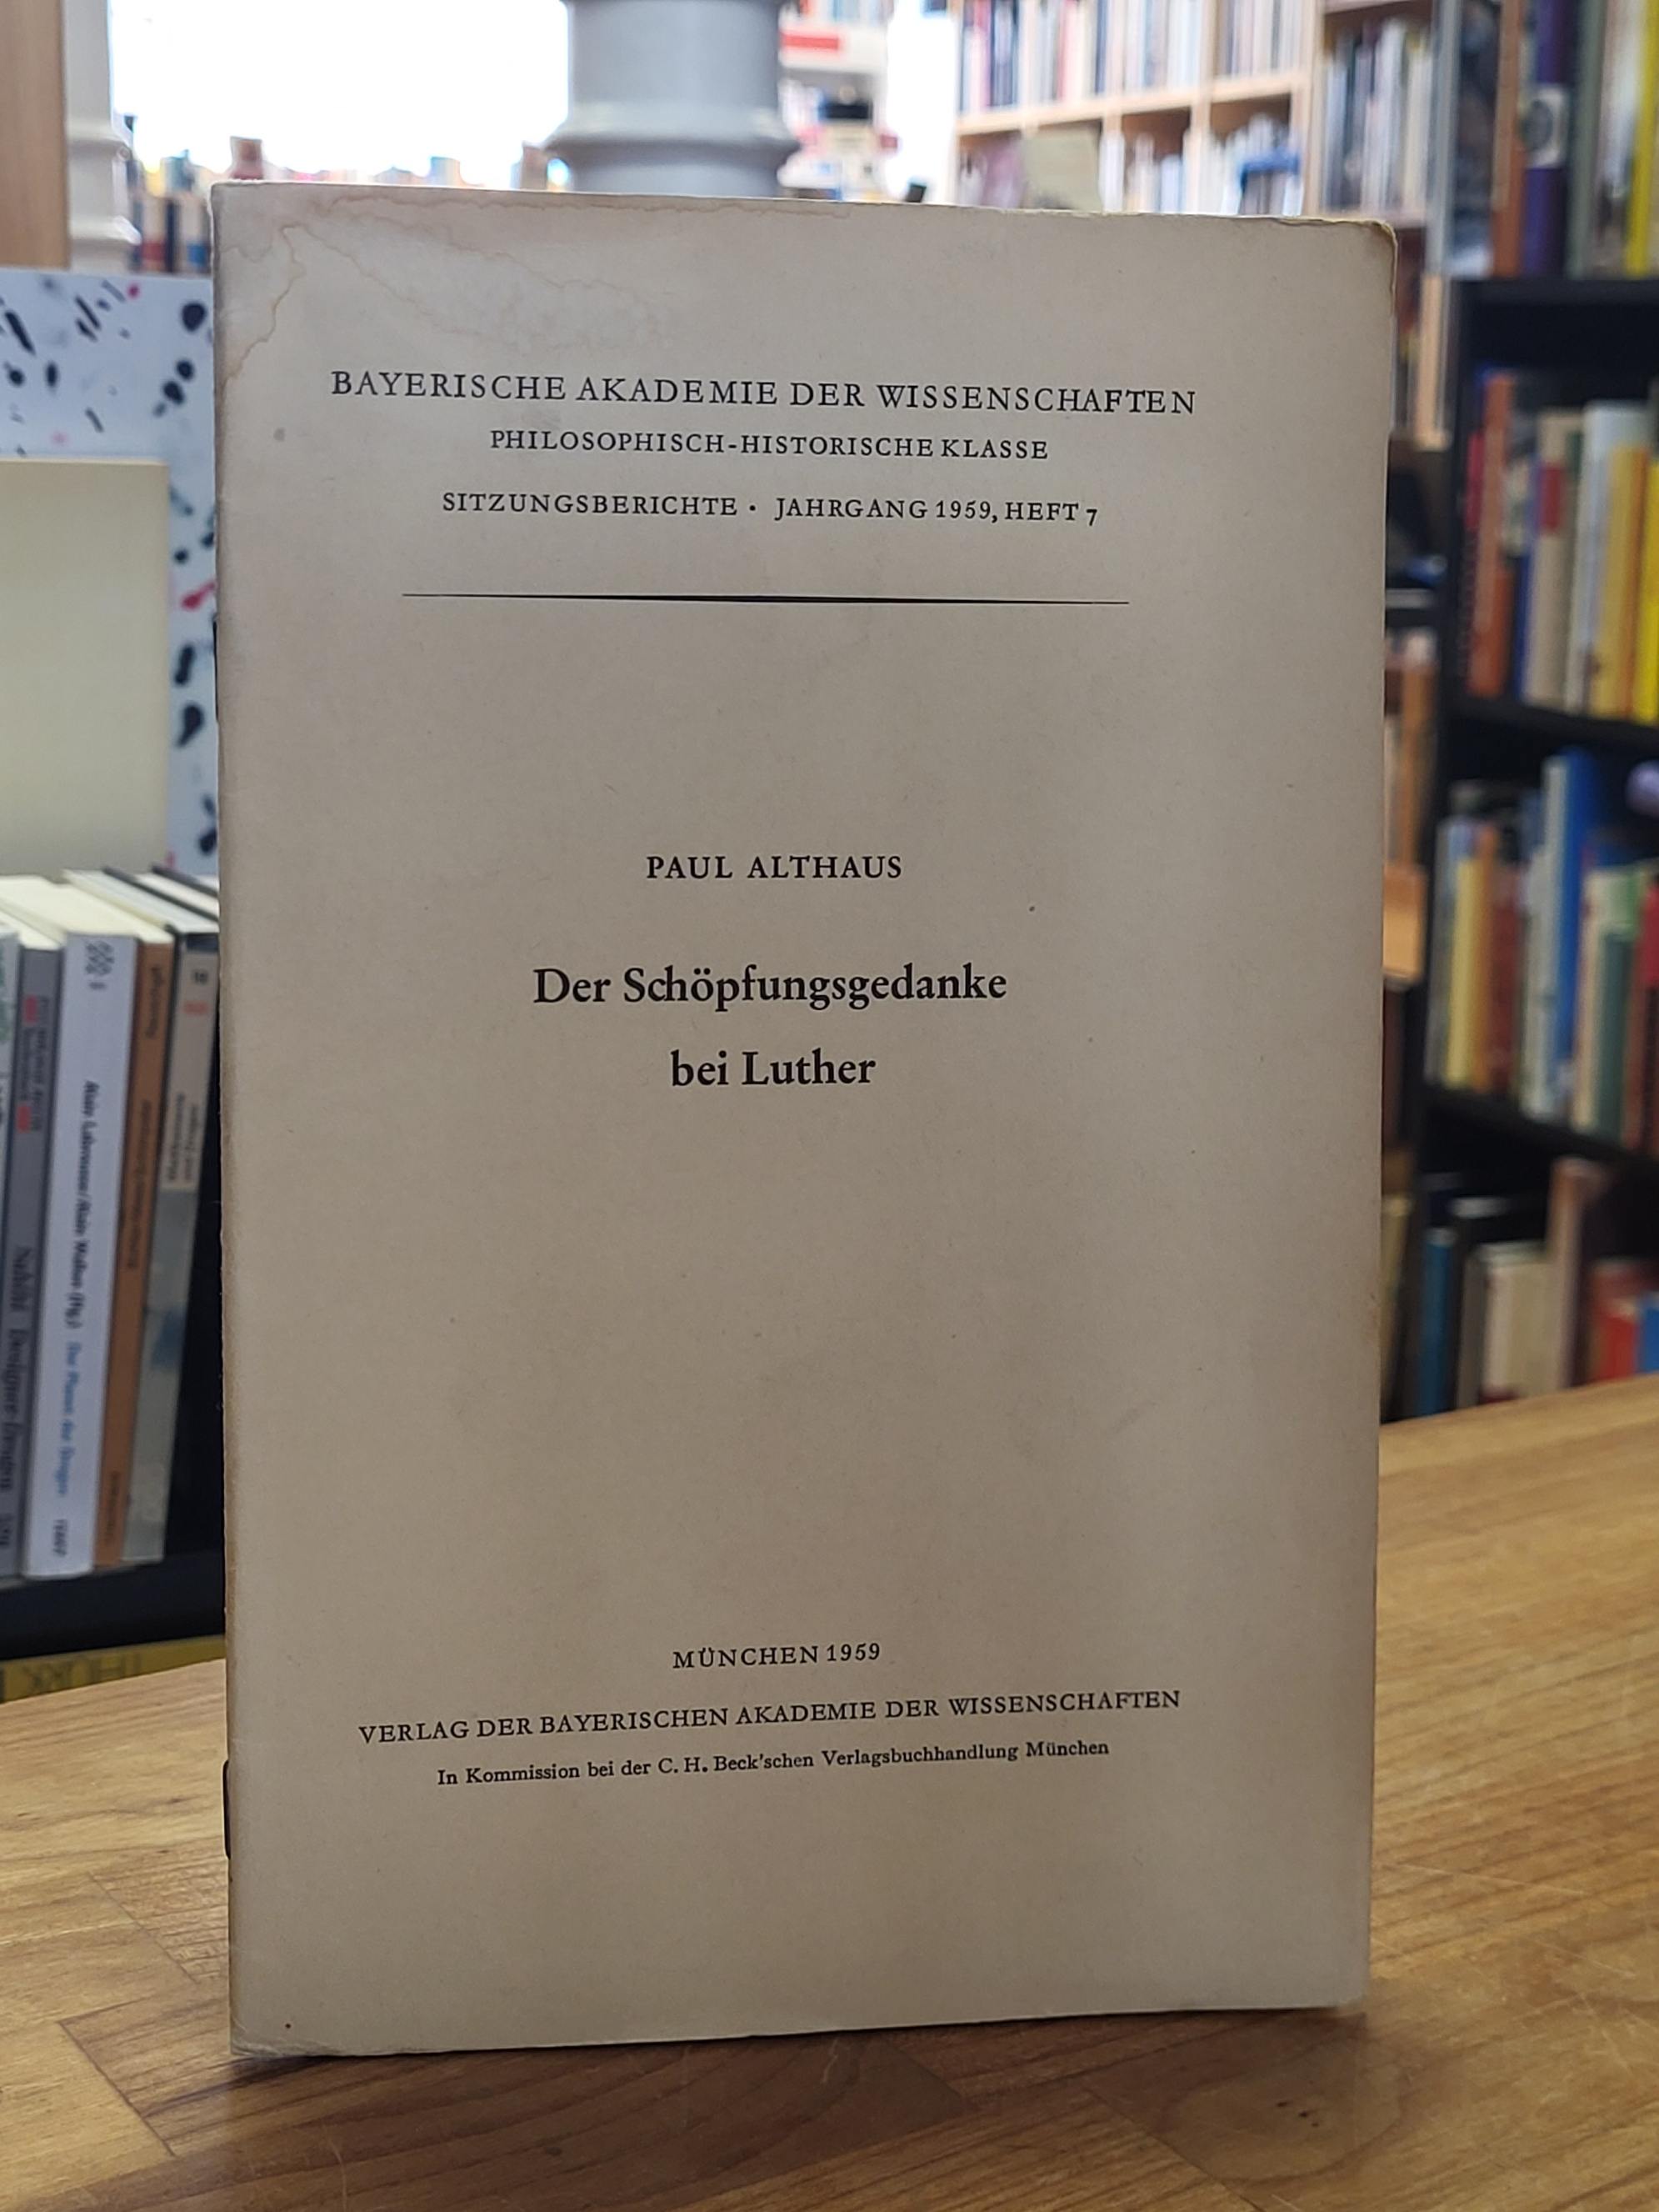 BAYERISCHE AKADEMIE DER WISSENSCHAFTEN
PHILOSOPHISCH-HISTORISCHE KLASSE
SITZUNGSBERICHTE · JAHRGANG 1959, HEFT 7
PAUL ALTHAUS
Der Schöpfungsgedanke
bei Luther
MÜNCHEN 1959
VERLAG DER BAYERISCHEN AKADEMIE DER WISSENSCHAFTEN
In Kommission bei der C. H. Beck'schen Verlagsbuchhandlung München